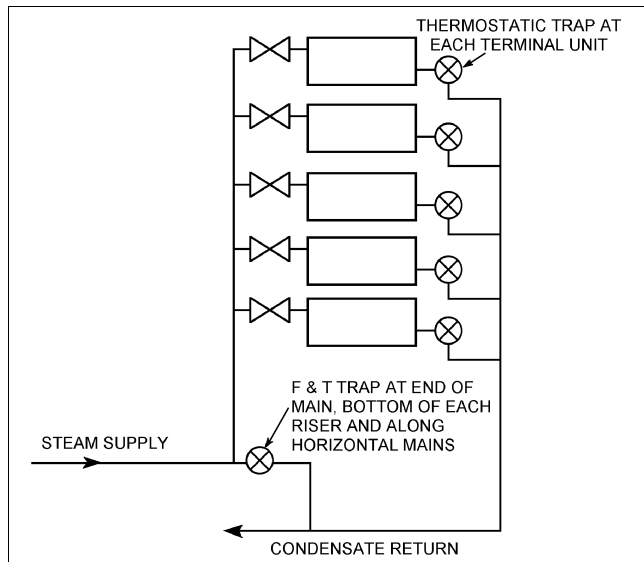 THERMOSTATIC TRAP AT
EACH TERMINAL UNIT
F & T TRAP AT END OF
MAIN, BOTTOM OF EACH
RISER AND ALONG
HORIZONTAL MAINS
STEAM SUPPLY
CONDENSATE RETURN